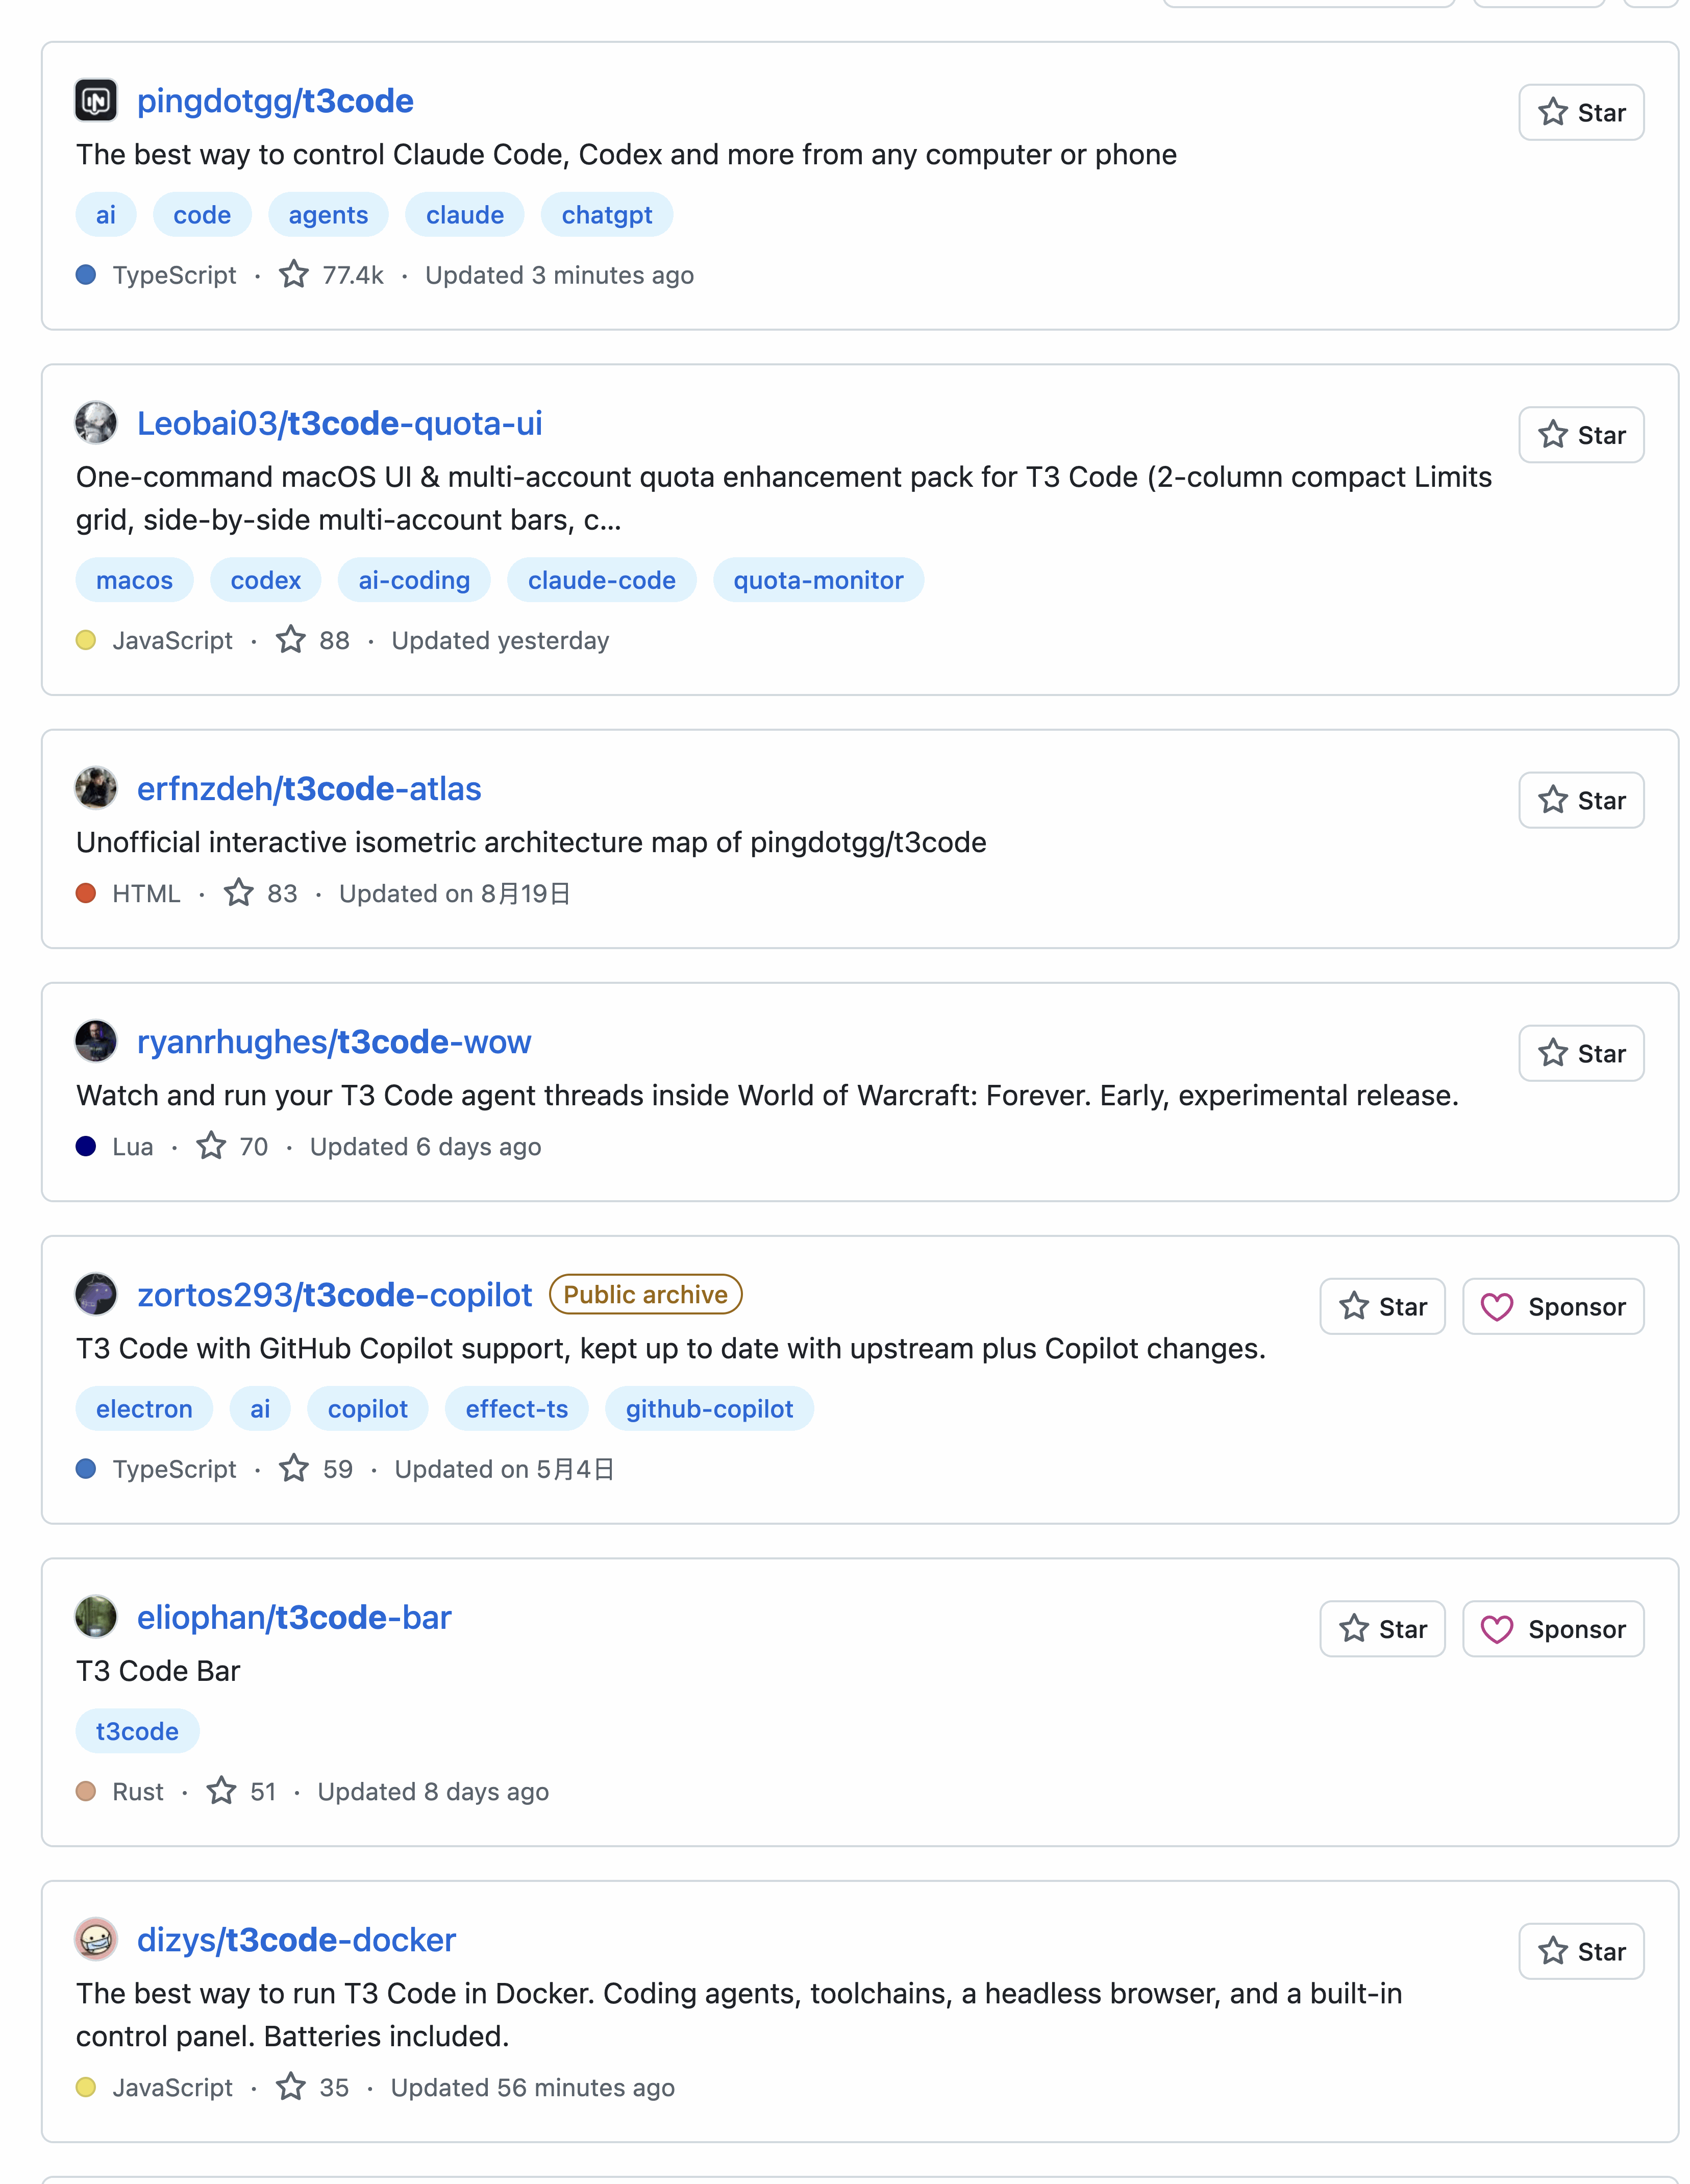 pingdotgg/t3code
Star
The best way to control Claude Code, Codex and more from any computer or phone
ai code agents claude chatgpt
TypeScript · 77.4k · Updated 3 minutes ago
Leobai03/t3code-quota-ui
Star
One-command macOS UI & multi-account quota enhancement pack for T3 Code (2-column compact Limits
grid, side-by-side multi-account bars, c...
macos codex ai-coding claude-code quota-monitor
JavaScript · 88 · Updated yesterday
erfnzdeh/t3code-atlas
Star
Unofficial interactive isometric architecture map of pingdotgg/t3code
HTML · 83 · Updated on 8月19日
ryanrhughes/t3code-wow
Star
Watch and run your T3 Code agent threads inside World of Warcraft: Forever. Early, experimental release.
Lua · 70 · Updated 6 days ago
zortos293/t3code-copilot Public archive
Star Sponsor
T3 Code with GitHub Copilot support, kept up to date with upstream plus Copilot changes.
electron ai copilot effect-ts github-copilot
TypeScript · 59 · Updated on 5月4日
eliophan/t3code-bar
Star Sponsor
T3 Code Bar
t3code
Rust · 51 · Updated 8 days ago
dizys/t3code-docker
Star
The best way to run T3 Code in Docker. Coding agents, toolchains, a headless browser, and a built-in
control panel. Batteries included.
JavaScript · 35 · Updated 56 minutes ago